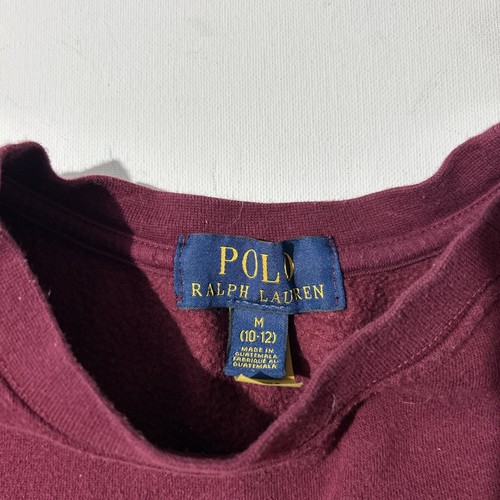 POLO
RALPH LAUREN
M
(10-12)
MADE IN
GUATEMALA
FABRIQUÉ AU
GUATEMALA